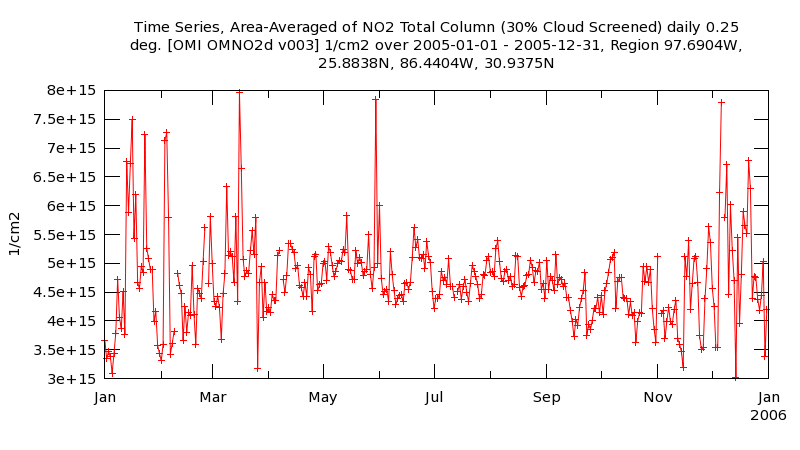 Time Series, Area-Averaged of NO2 Total Column (30% Cloud Screened) daily 0.25
deg. [OMI OMNO2d v003] 1/cm2 over 2005-01-01 - 2005-12-31, Region 97.6904W,
25.8838N, 86.4404W, 30.9375N
8e+15
7.5e+15
7e+15
6.5e+15
6e+15
5.5e+15
5e+15
4.5e+15
4e+15
3.5e+15
3e+15
1/cm2
Jan Mar May Jul Sep Nov Jan
2006